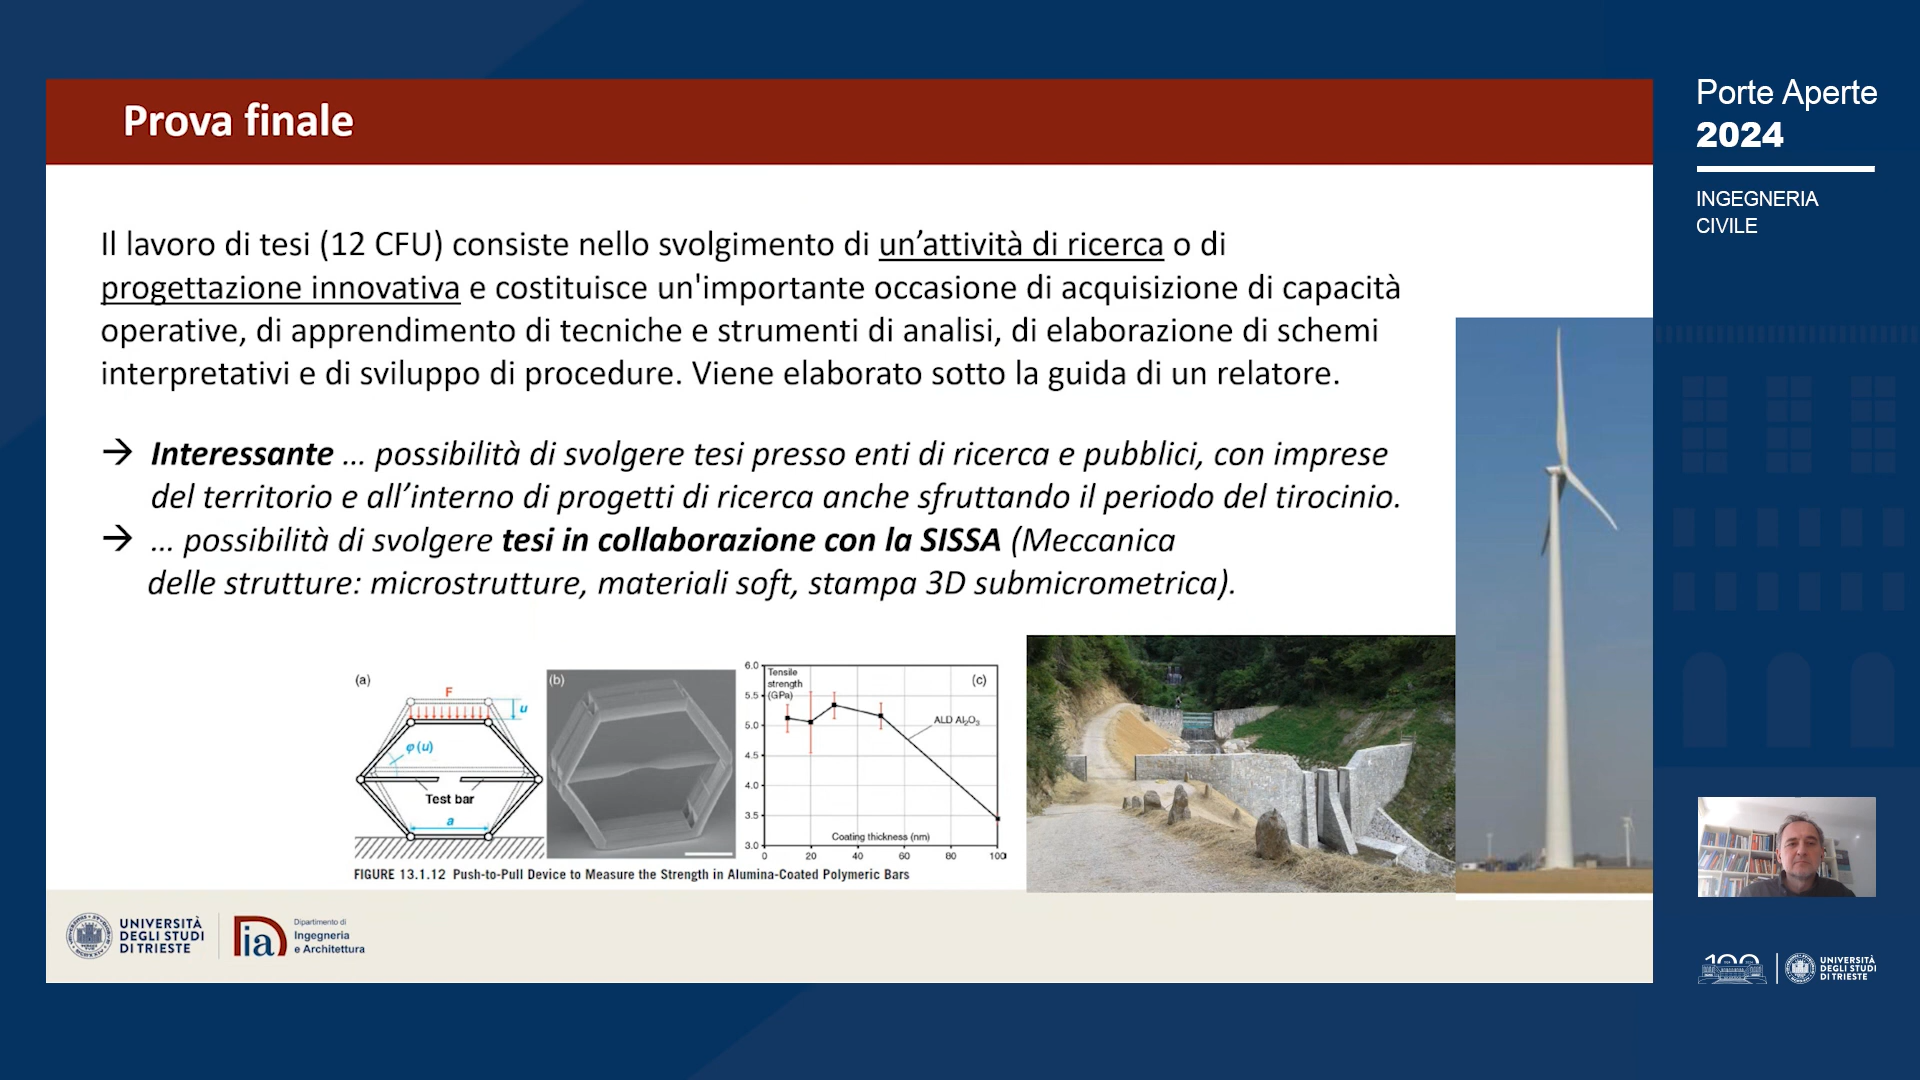 Prova finale
Il lavoro di tesi (12 CFU) consiste nello svolgimento di un’attività di ricerca o di
progettazione innovativa e costituisce un'importante occasione di acquisizione di capacità
operative, di apprendimento di tecniche e strumenti di analisi, di elaborazione di schemi
interpretativi e di sviluppo di procedure. Viene elaborato sotto la guida di un relatore.
→ Interessante … possibilità di svolgere tesi presso enti di ricerca e pubblici, con imprese
del territorio e all’interno di progetti di ricerca anche sfruttando il periodo del tirocinio.
→ … possibilità di svolgere tesi in collaborazione con la SISSA (Meccanica
delle strutture: microstrutture, materiali soft, stampa 3D submicrometrica).
(a)
F
u
φ(u)
Test bar
a
(b)
(c)
Tensile
strength
(GPa)
6.0
5.5
5.0
4.5
4.0
3.5
3.0
ALD Al₂O₃
Coating thickness (nm)
0 20 40 60 80 100
FIGURE 13.1.12 Push-to-Pull Device to Measure the Strength in Alumina-Coated Polymeric Bars
UNIVERSITÀ
DEGLI STUDI
DI TRIESTE
dia
Dipartimento di
Ingegneria
e Architettura
Porte Aperte
2024
INGEGNERIA
CIVILE
100
UNIVERSITÀ
DEGLI STUDI
DI TRIESTE